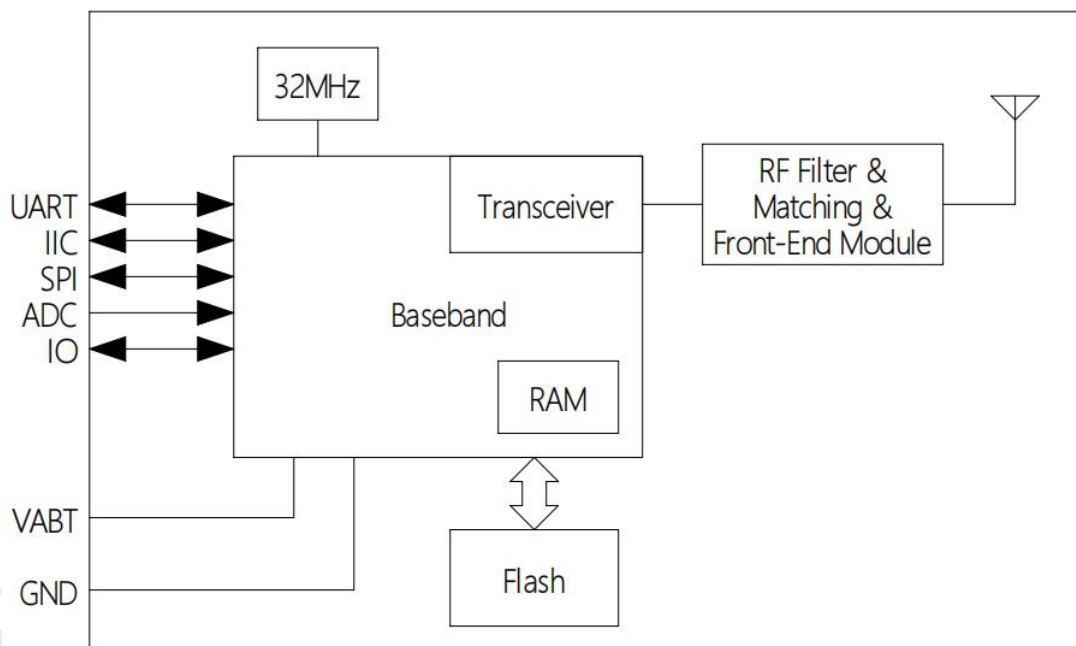 32MHz
UART
IIC
SPI
ADC
IO
Transceiver
RF Filter &
Matching &
Front-End Module
Baseband
RAM
VABT
GND
Flash